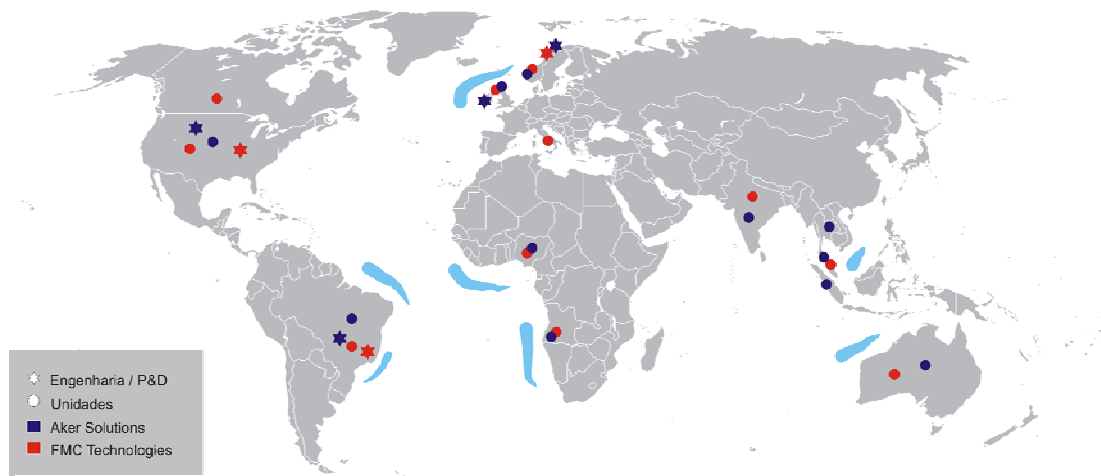 Engenharia / P&D
Unidades
Aker Solutions
FMC Technologies